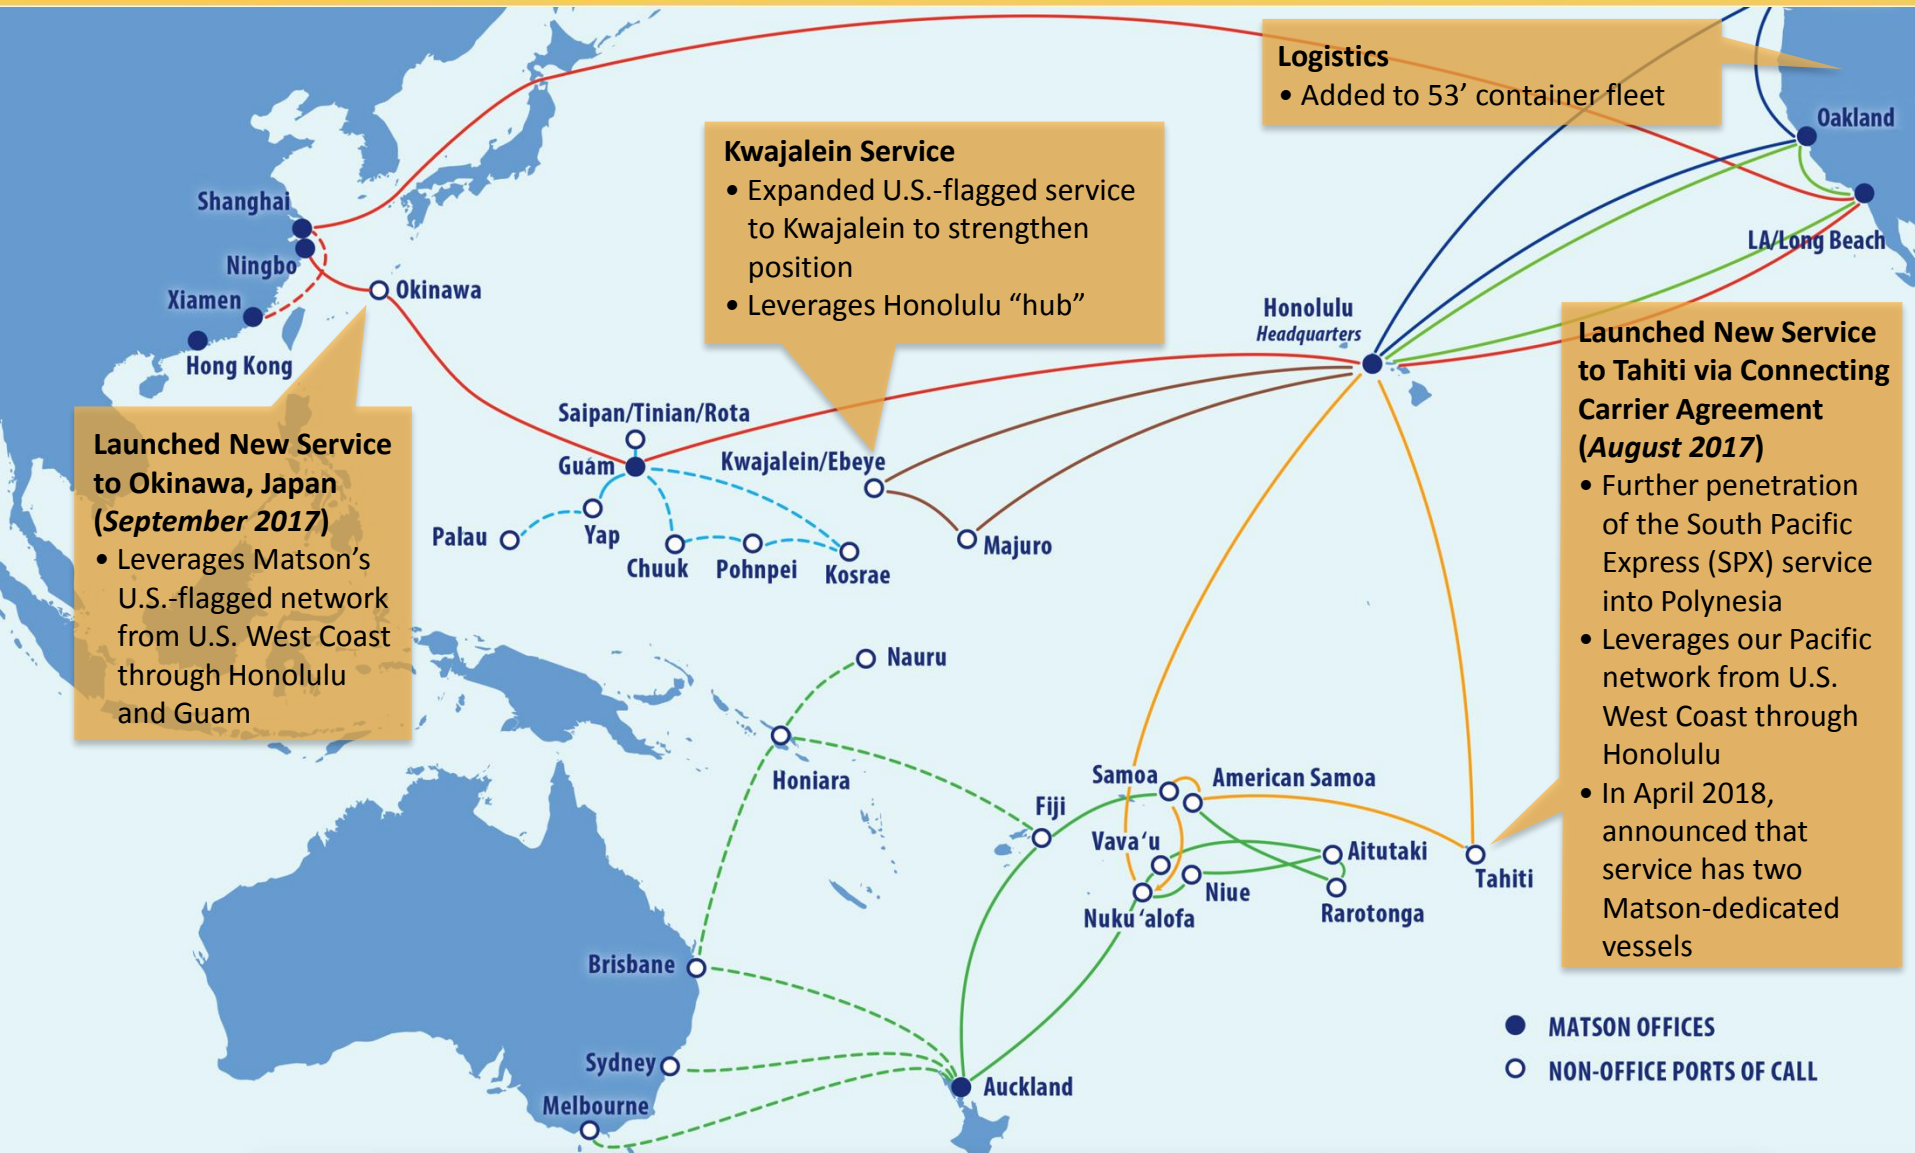 Logistics
• Added to 53’ container fleet
Oakland
Kwajalein Service
• Expanded U.S.-flagged service
to Kwajalein to strengthen
position
• Leverages Honolulu “hub”
Shanghai
Ningbo
LA/Long Beach
Xiamen
Okinawa
Hong Kong
Honolulu
Headquarters
Launched New Service
to Tahiti via Connecting
Carrier Agreement
(August 2017)
• Further penetration
of the South Pacific
Express (SPX) service
into Polynesia
• Leverages our Pacific
network from U.S.
West Coast through
Honolulu
• In April 2018,
announced that
service has two
Matson-dedicated
vessels
Launched New Service
to Okinawa, Japan
(September 2017)
• Leverages Matson’s
U.S.-flagged network
from U.S. West Coast
through Honolulu
and Guam
Saipan/Tinian/Rota
Guam
Kwajalein/Ebeye
Palau
Yap
Chuuk
Pohnpei
Kosrae
Majuro
Nauru
Honiara
Samoa
American Samoa
Fiji
Vava‘u
Aitutaki
Niue
Tahiti
Nuku‘alofa
Rarotonga
Brisbane
Sydney
Melbourne
Auckland
MATSON OFFICES
NON-OFFICE PORTS OF CALL